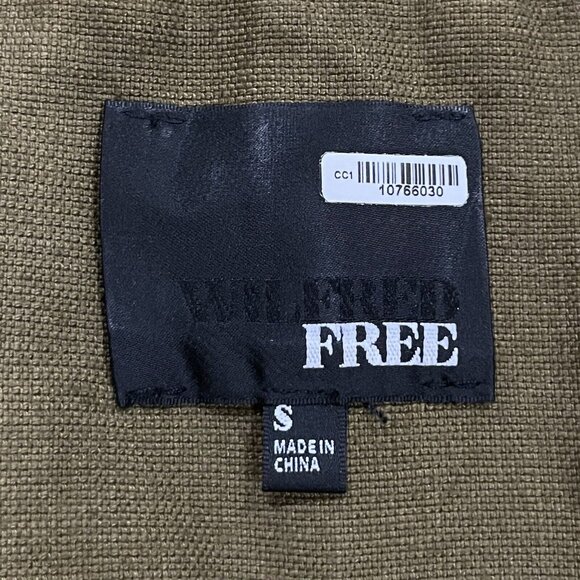 CC1
10766030
WILFRED
FREE
S
MADE IN
CHINA